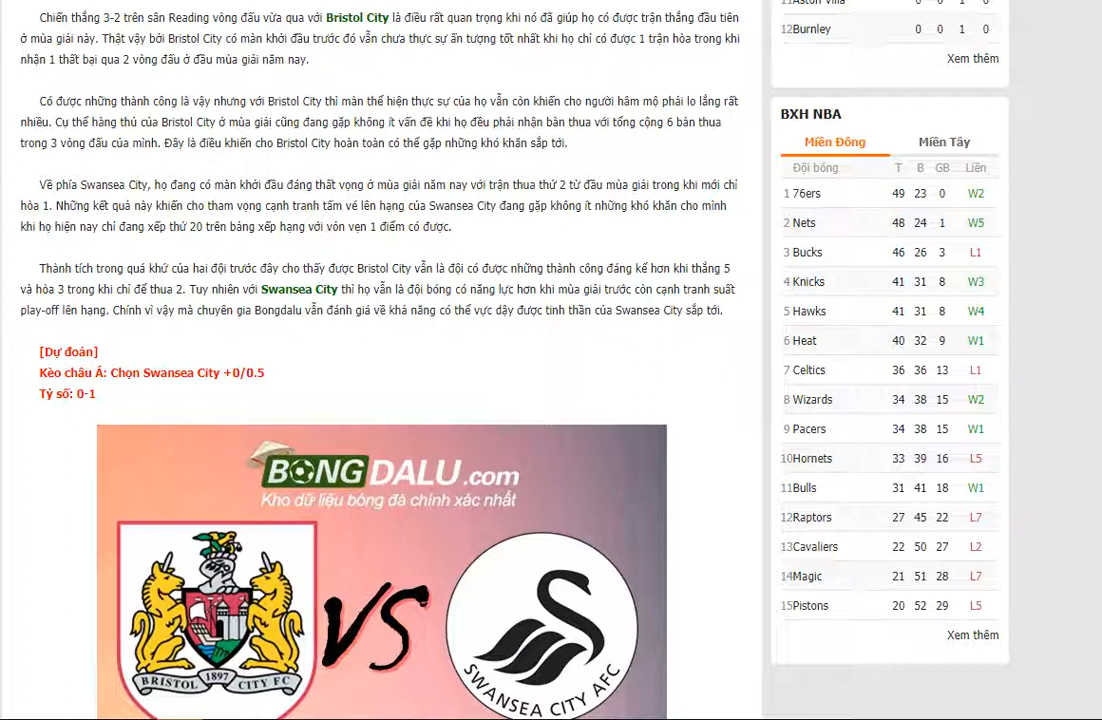 Chiến thắng 3-2 trên sân Reading vòng đấu vừa qua với Bristol City là điều rất quan trọng khi nó đã giúp họ có được trận thắng đầu tiên
ở mùa giải này. Thật vậy bởi Bristol City có màn khởi đầu trước đó vẫn chưa thực sự ấn tượng tốt nhất khi họ chỉ có được 1 trận hòa trong khi
nhận 1 thất bại qua 2 vòng đấu ở đầu mùa giải năm nay.
Có được những thành công là vậy nhưng với Bristol City thì màn thể hiện thực sự của họ vẫn còn khiến cho người hâm mộ phải lo lắng rất
nhiều. Cụ thể hàng thủ của Bristol City ở mùa giải cũng đang gặp không ít vấn đề khi họ đều phải nhận bàn thua với tổng cộng 6 bàn thua
trong 3 vòng đấu của mình. Đây là điều khiến cho Bristol City hoàn toàn có thể gặp những khó khăn sắp tới.
Về phía Swansea City, họ đang có màn khởi đầu đáng thất vọng ở mùa giải năm nay với trận thua thứ 2 từ đầu mùa giải trong khi mới chỉ
hòa 1. Những kết quả này khiến cho tham vọng cạnh tranh tấm vé lên hạng của Swansea City đang gặp không ít những khó khăn cho mình
khi họ hiện nay chỉ đang xếp thứ 20 trên bảng xếp hạng với vỏn vẹn 1 điểm có được.
Thành tích trong quá khứ của hai đội trước đây cho thấy được Bristol City vẫn là đội có được những thành công đáng kể hơn khi thắng 5
và hòa 3 trong khi chỉ để thua 2. Tuy nhiên với Swansea City thì họ vẫn là đội bóng có năng lực hơn khi mùa giải trước còn cạnh tranh suất
play-off lên hạng. Chính vì vậy mà chuyên gia Bongdalu vẫn đánh giá về khả năng có thể vực dậy được tinh thần của Swansea City sắp tới.
[Dự đoán]
Kèo châu Á: Chọn Swansea City +0/0.5
Tỷ số: 0-1
BONGDALU.com
Kho dữ liệu bóng đá chính xác nhất
VS
BRISTOL 1897 CITY FC
SWANSEA CITY AFC
11Aston Villa 0 0 1 0
12Burnley 0 0 1 0
Xem thêm
BXH NBA
Miền Đông Miền Tây
Đội bóng T B GB Liền
1 76ers 49 23 0 W2
2 Nets 48 24 1 W5
3 Bucks 46 26 3 L1
4 Knicks 41 31 8 W3
5 Hawks 41 31 8 W4
6 Heat 40 32 9 W1
7 Celtics 36 36 13 L1
8 Wizards 34 38 15 W2
9 Pacers 34 38 15 W1
10Hornets 33 39 16 L5
11Bulls 31 41 18 W1
12Raptors 27 45 22 L7
13Cavaliers 22 50 27 L2
14Magic 21 51 28 L7
15Pistons 20 52 29 L5
Xem thêm